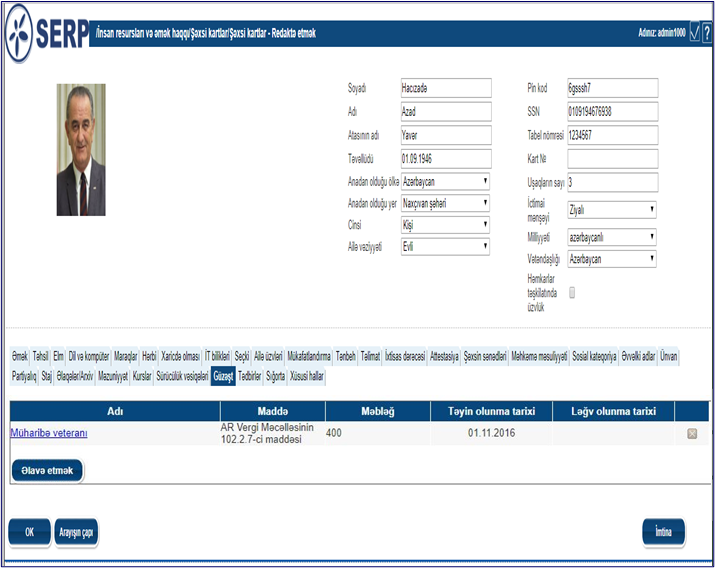 SERP
/İnsan resursları və əmək haqqı/Şəxsi kartlar/Şəxsi kartlar - Redaktə etmək
Adınız: admin1000
?
Soyadı Hacızadə Pin kod 6gsssh7
Adı Azad SSN 0109194676938
Atasının adı Yavər Tabel nömrəsi 1234567
Təvəllüdü 01.09.1946 Kart №
Anadan olduğu ölkə Azərbaycan Uşaqların sayı 3
Anadan olduğu yer Naxçıvan şəhəri İctimai mənşəyi Ziyalı
Cinsi Kişi Milliyyəti azərbaycanlı
Ailə vəziyyəti Evli Vətəndaşlığı Azərbaycan
Həmkarlar
təşkilatında
üzvlük
Əmək Təhsil Elm Dil və kompüter Maraqlar Hərbi Xaricdə olması İT bilikləri Seçki Ailə üzvləri Mükafatlandırma Tənbeh Təlimat İxtisas dərəcəsi Attestasiya Şəxsin sənədləri Məhkəmə məsuliyyəti Sosial kateqoriya Əvvəlki adlar Ünvan
Partiyalıq Staj Əlaqələr/Arxiv Məzuniyyət Kurslar Sürücülük vəsiqələri Güzəşt Tədbirlər Sığorta Xüsusi hallar
Adı Maddə Məbləğ Təyin olunma tarixi Ləğv olunma tarixi
Müharibə veteranı AR Vergi Məcəlləsinin 400 01.11.2016
102.2.7-ci maddəsi
Əlavə etmək
OK Arayışın çapı İmtina